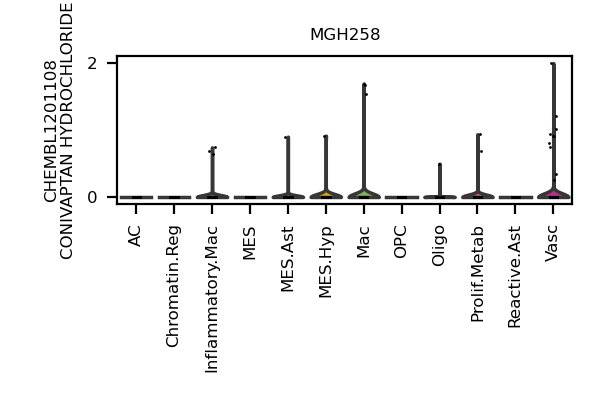 MGH258
CHEMBL1201108
CONIVAPTAN HYDROCHLORIDE
2
0
AC
Chromatin.Reg
Inflammatory.Mac
MES
MES.Ast
MES.Hyp
Mac
OPC
Oligo
Prolif.Metab
Reactive.Ast
Vasc